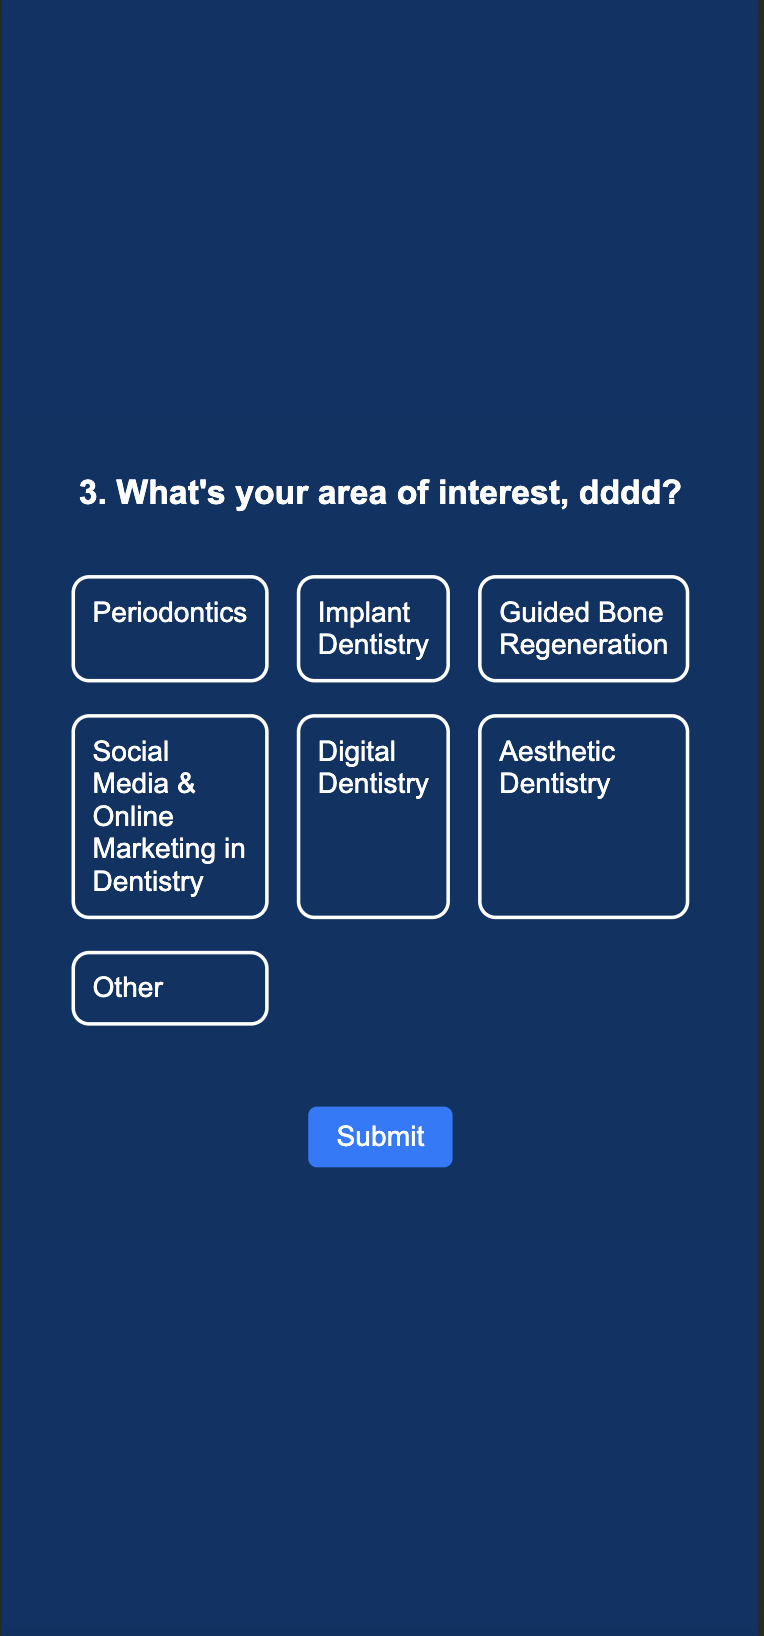 3. What's your area of interest, dddd?
Periodontics
Implant
Dentistry
Guided Bone
Regeneration
Social
Media &
Online
Marketing in
Dentistry
Digital
Dentistry
Aesthetic
Dentistry
Other
Submit